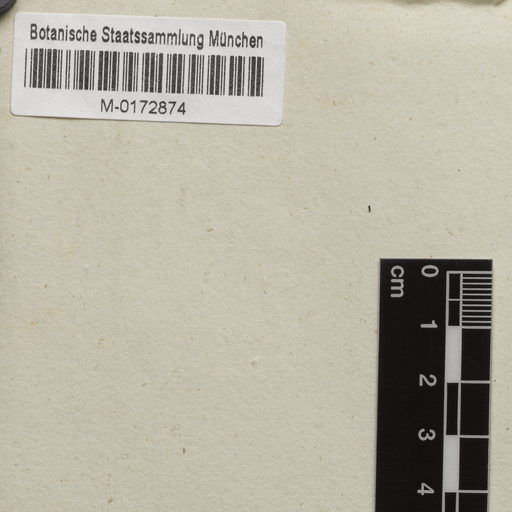 Botanische Staatssammlung München
M-0172874
cm
0
1
2
3
4